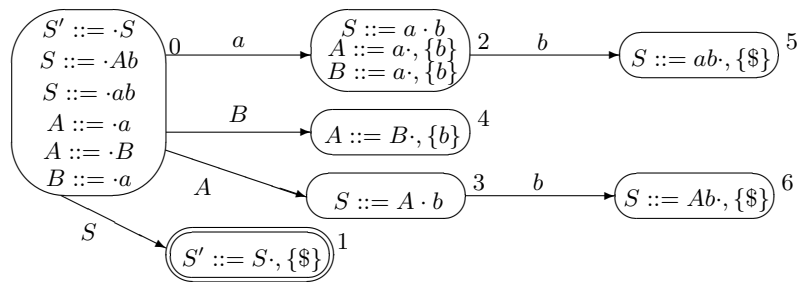 S′ ::= ·S
S ::= ·Ab
S ::= ·ab
A ::= ·a
A ::= ·B
B ::= ·a
0
a
S ::= a · b
A ::= a·, {b}
B ::= a·, {b}
2
b
S ::= ab·, {$}
5
B
A ::= B·, {b}
4
A
S ::= A · b
3
b
S ::= Ab·, {$}
6
S
S′ ::= S·, {$}
1